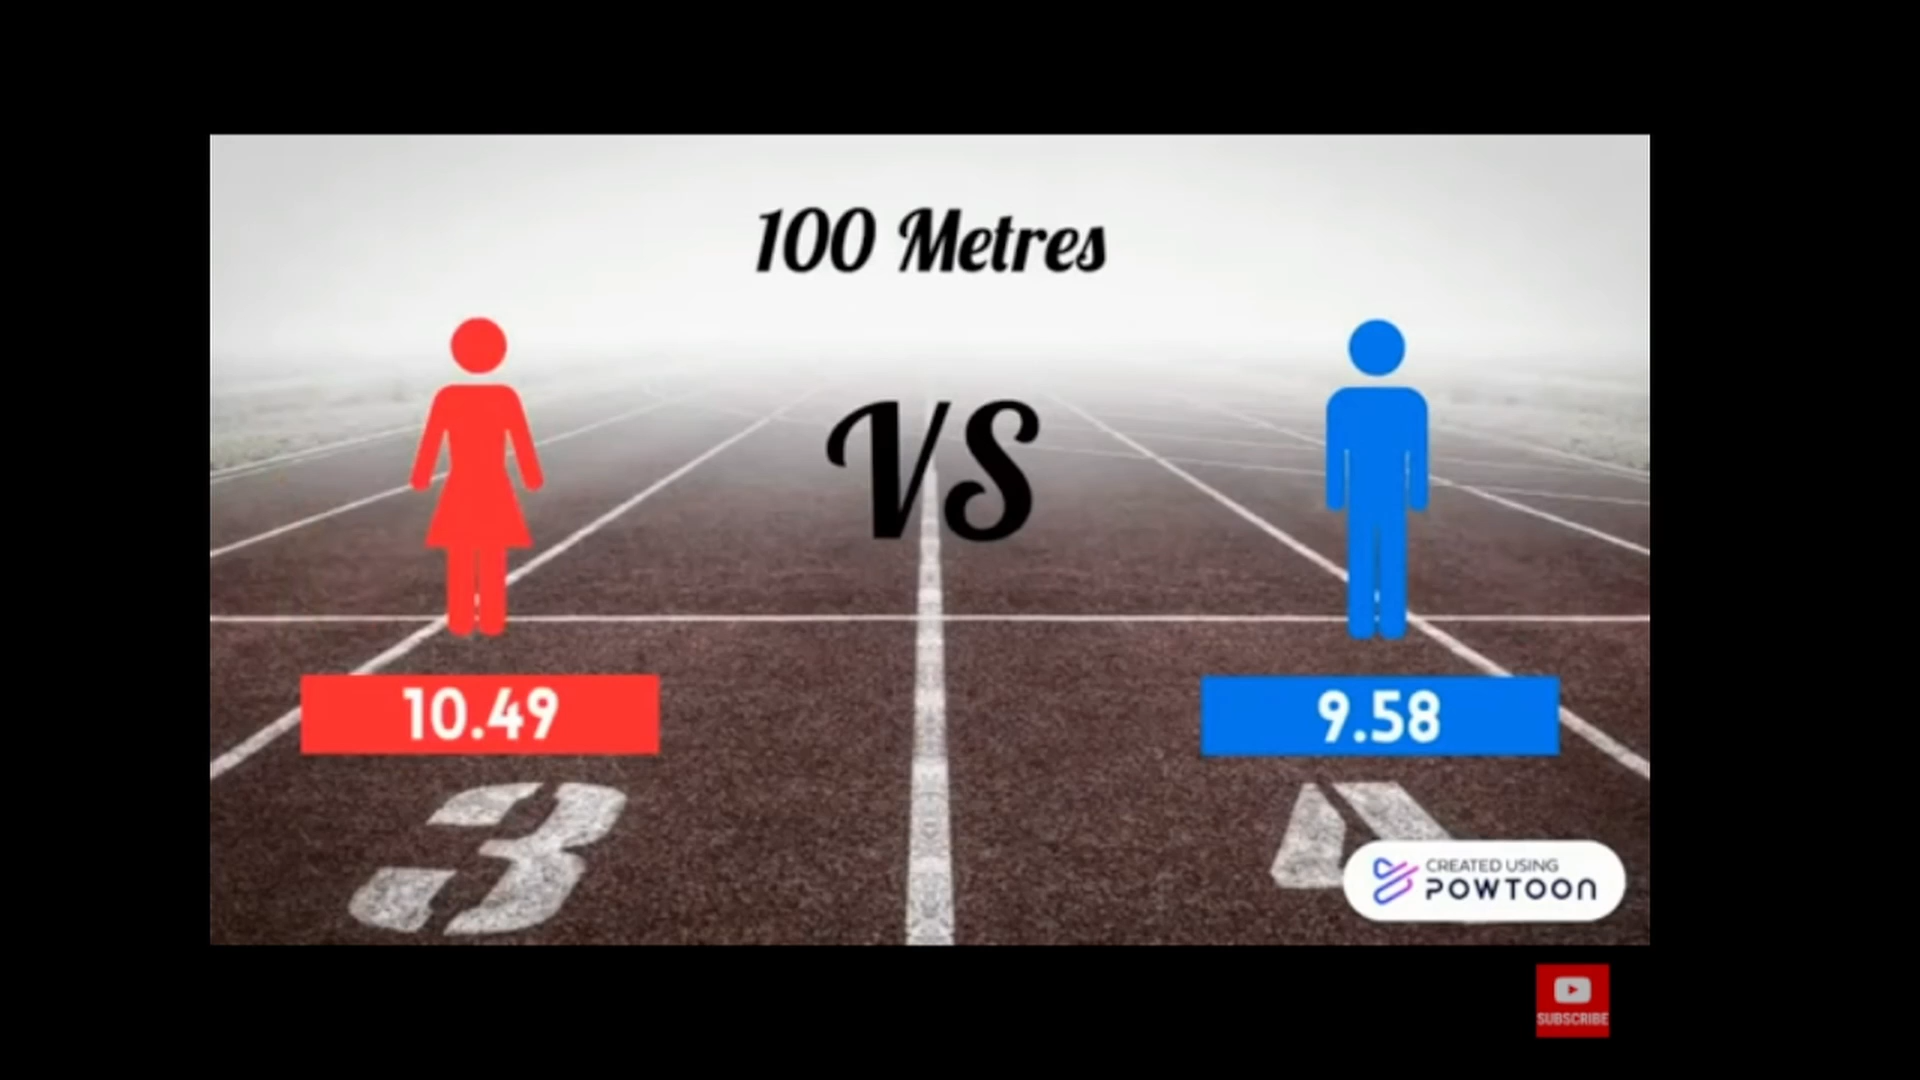 100 Metres
VS
10.49
9.58
3
CREATED USING
POWTOON
SUBSCRIBE